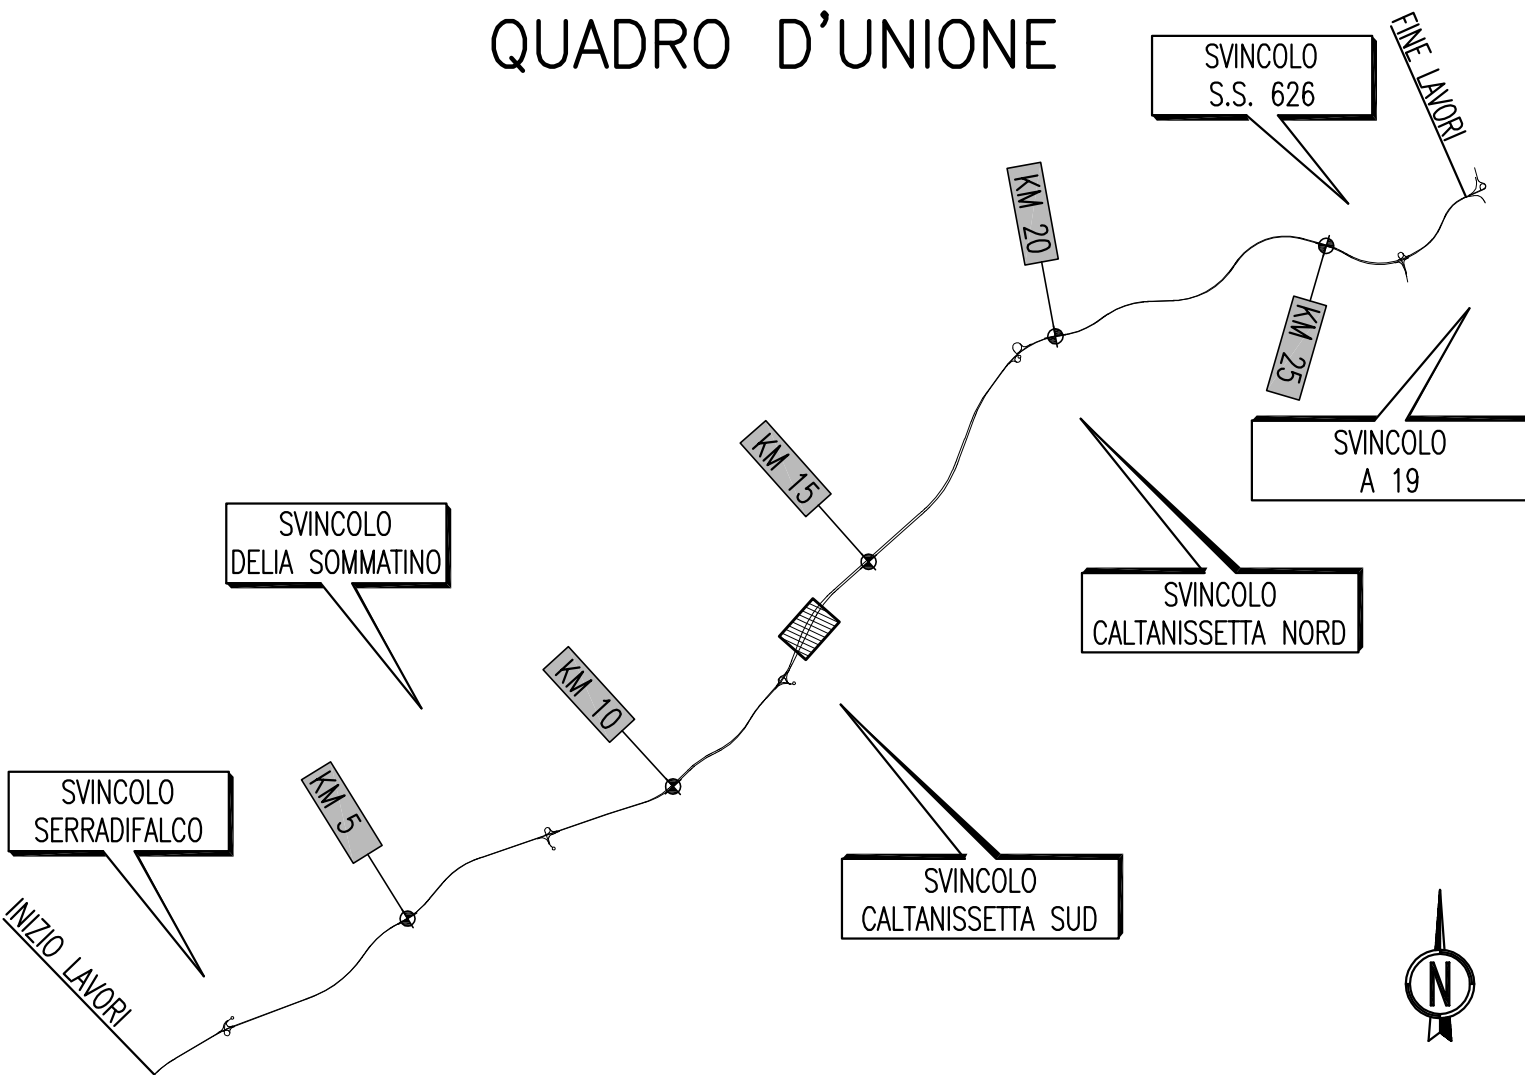 QUADRO D'UNIONE
SVINCOLO
S.S. 626
FINE LAVORI
KM 20
KM 25
SVINCOLO
A 19
KM 15
SVINCOLO
DELIA SOMMATINO
SVINCOLO
CALTANISSETTA NORD
KM 10
KM 5
SVINCOLO
SERRADIFALCO
SVINCOLO
CALTANISSETTA SUD
INIZIO LAVORI
N